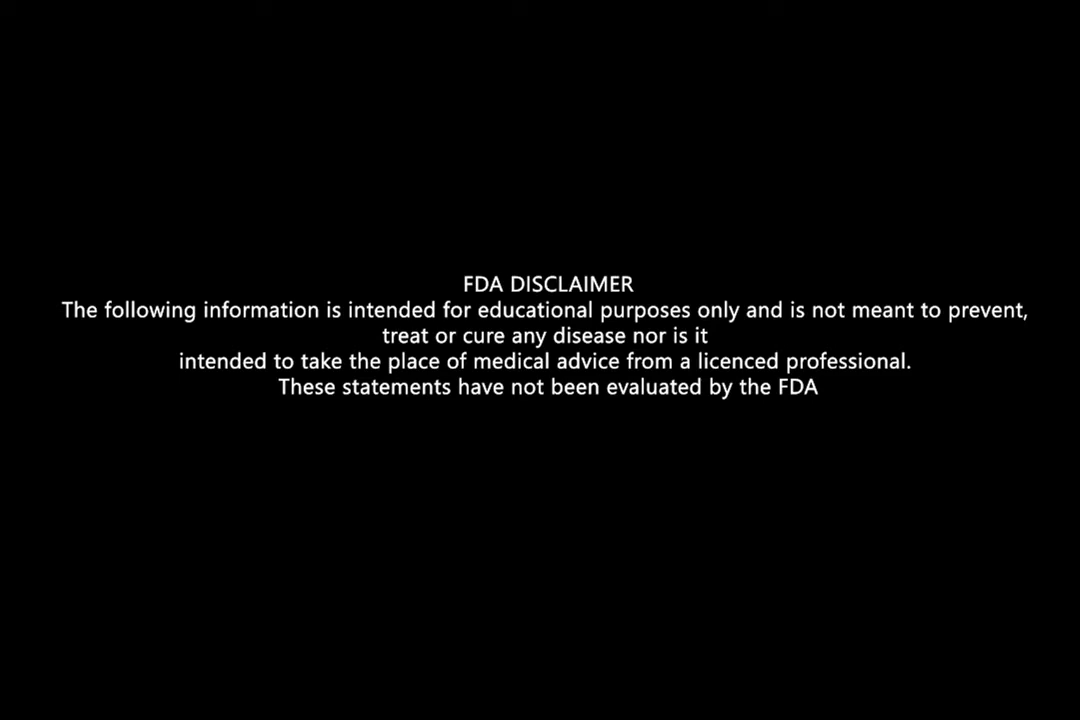 FDA DISCLAIMER
The following information is intended for educational purposes only and is not meant to prevent,
treat or cure any disease nor is it
intended to take the place of medical advice from a licenced professional.
These statements have not been evaluated by the FDA